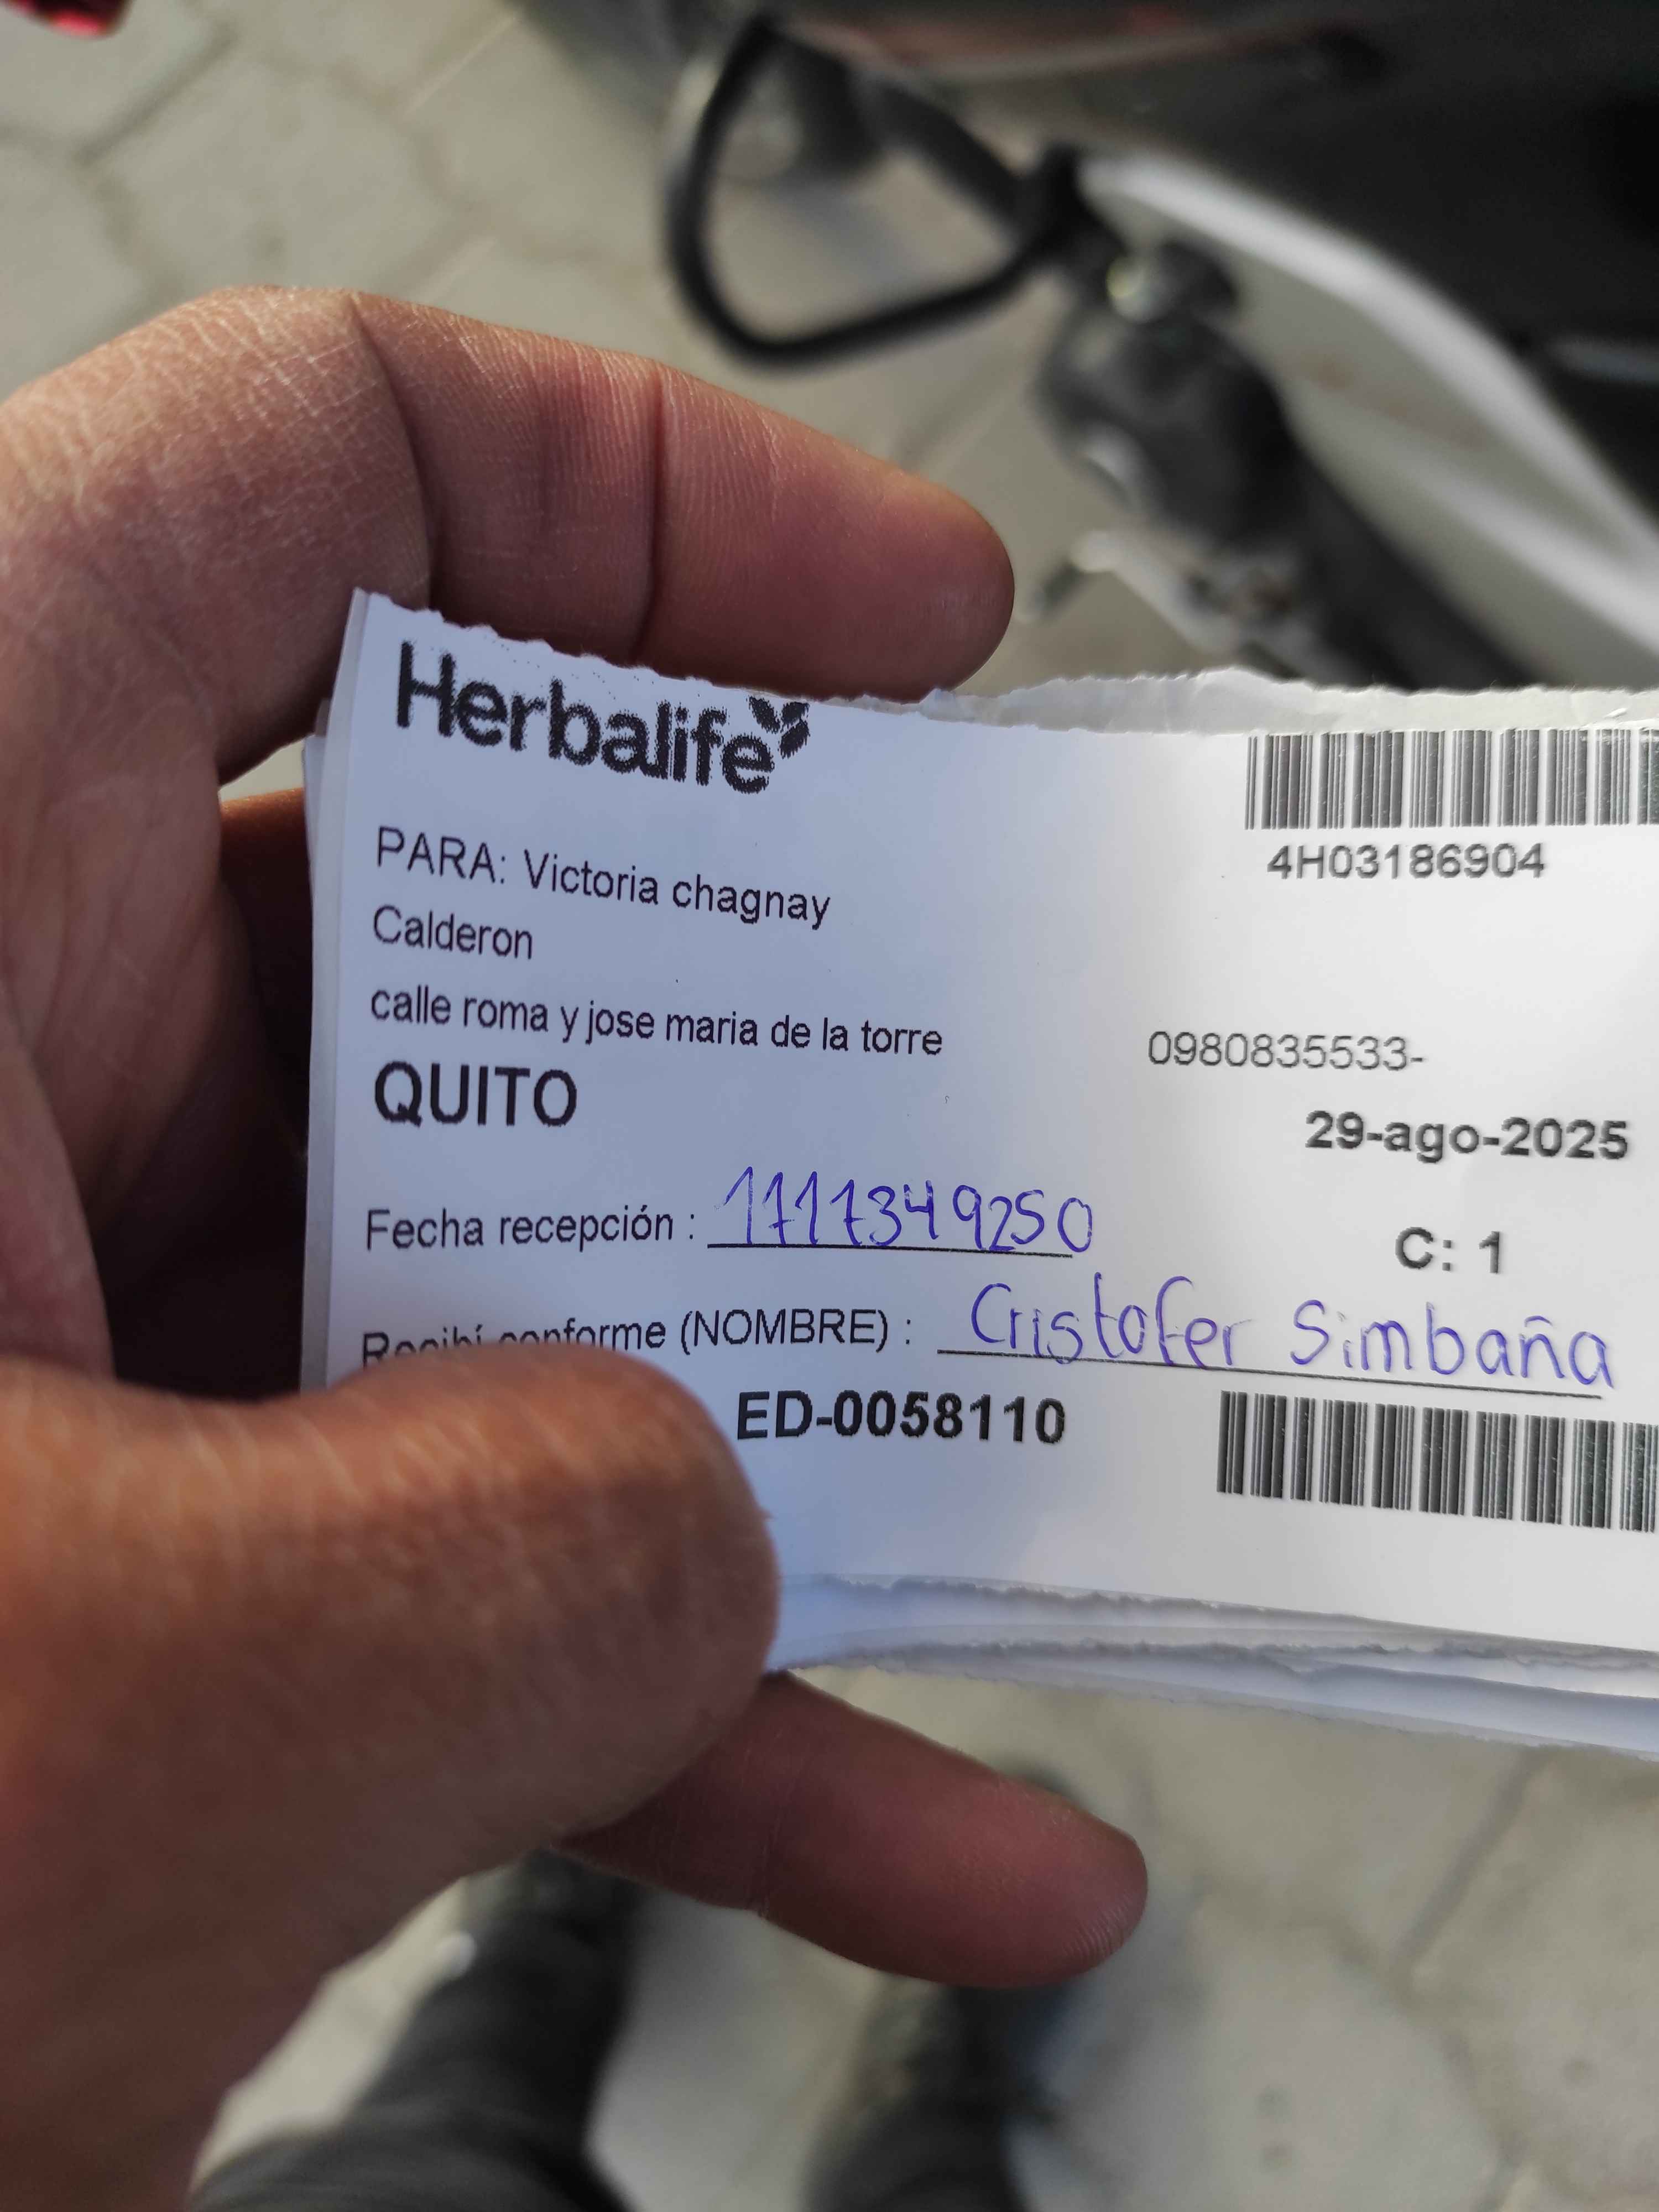 Herbalife
4H03186904
PARA: Victoria chagnay
Calderon
calle roma y jose maria de la torre
0980835533-
QUITO
29-ago-2025
Fecha recepción : 1717349250
C: 1
Recibí conforme (NOMBRE) : Cristofer Simbaña
ED-0058110